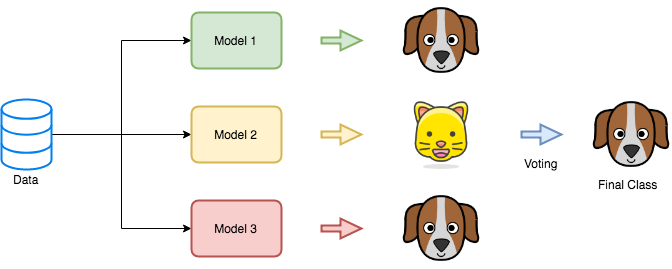 Model 1
Model 2
Data
Voting
Final Class
Model 3